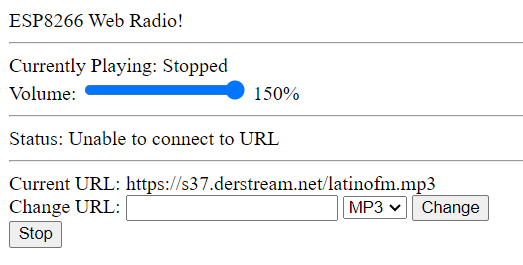 ESP8266 Web Radio!
Currently Playing: Stopped
Volume: 150%
Status: Unable to connect to URL
Current URL: https://s37.derstream.net/latinofm.mp3
Change URL: MP3 Change
Stop